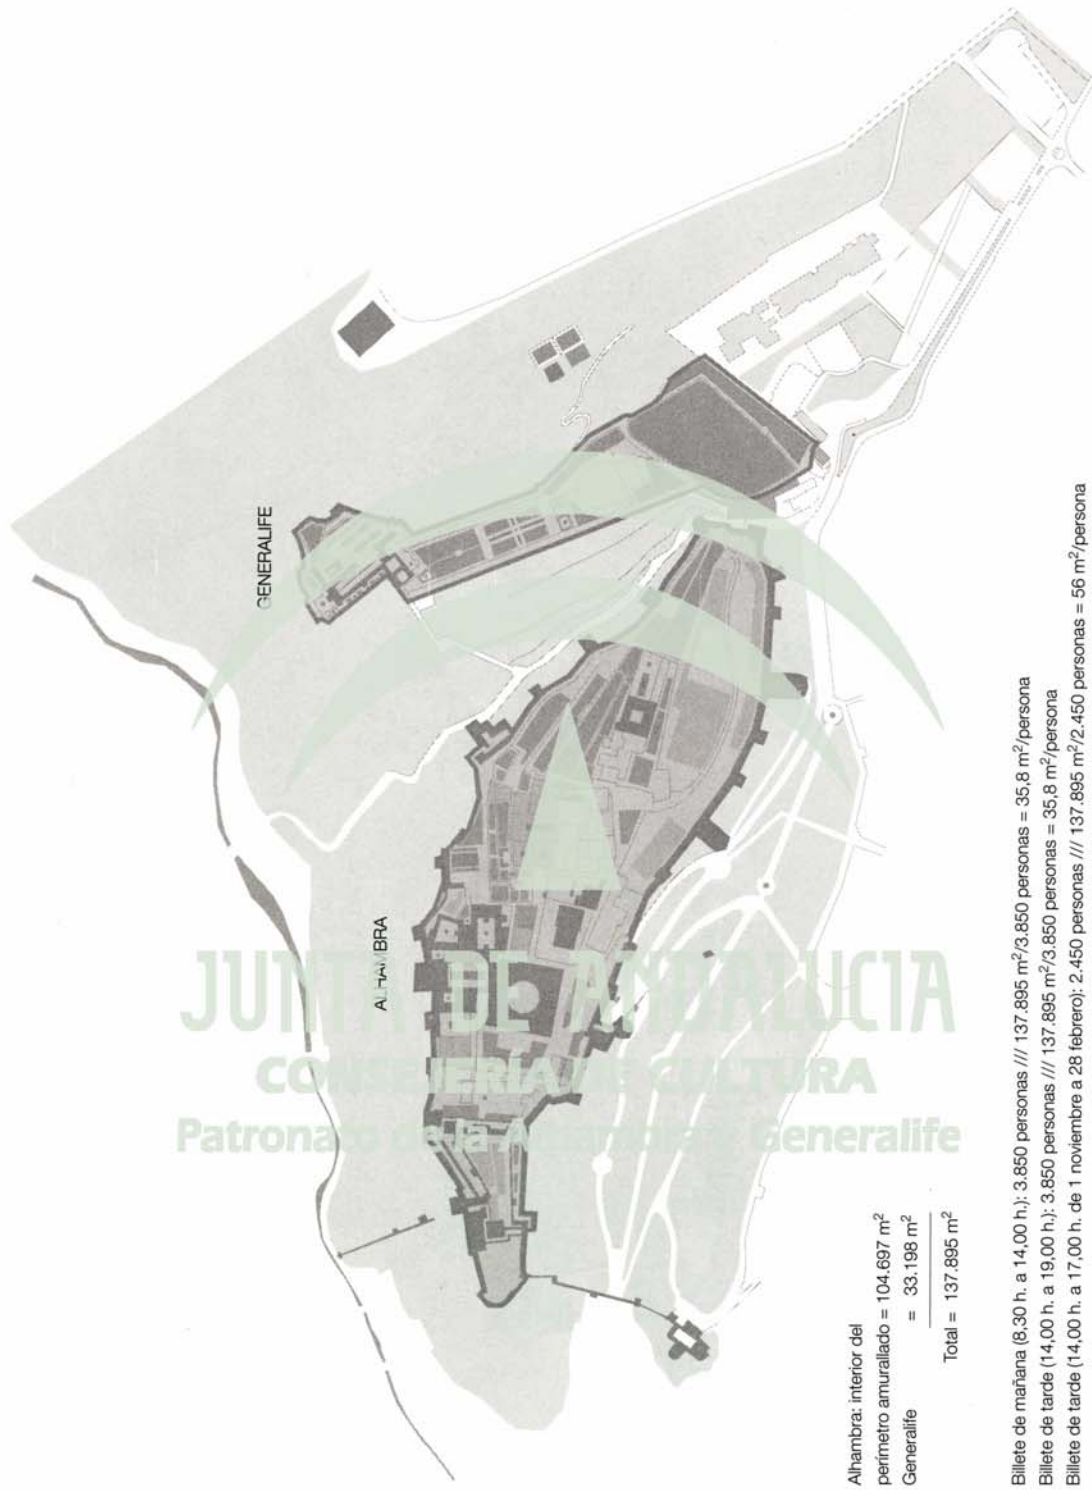 GENERALIFE
ALHAMBRA
JUNTA DE ANDALUCIA
CONSEJERIA DE CULTURA
Patronato de la Alhambra y Generalife
Alhambra: interior del
perímetro amurallado = 104.697 m²
Generalife = 33.198 m²
Total = 137.895 m²
Billete de mañana (8,30 h. a 14,00 h.): 3.850 personas /// 137.895 m²/3.850 personas = 35,8 m²/persona
Billete de tarde (14,00 h. a 19,00 h.): 3.850 personas /// 137.895 m²/3.850 personas = 35,8 m²/persona
Billete de tarde (14,00 h. a 17,00 h. de 1 noviembre a 28 febrero): 2.450 personas /// 137.895 m²/2.450 personas = 56 m²/persona